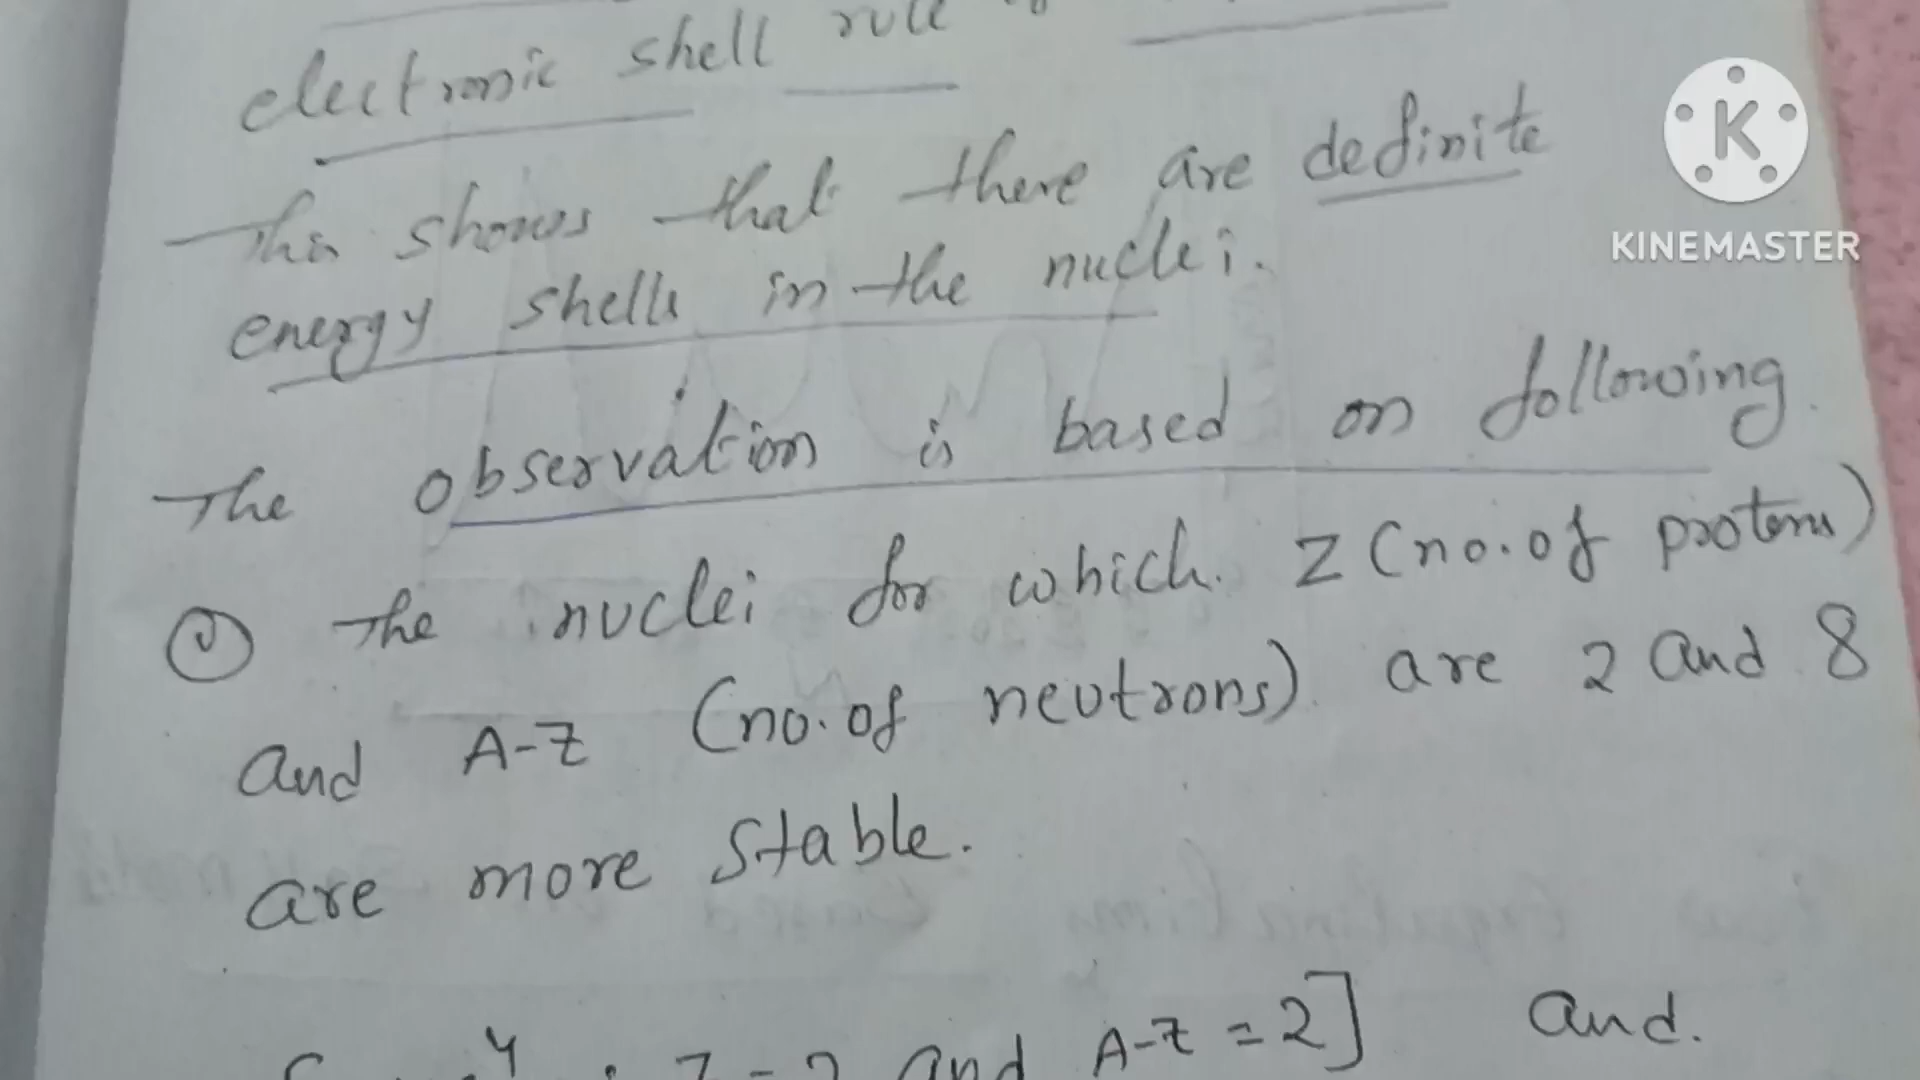 electronic shell rule
This shows that there are definite
energy shells in the nuclei.
The observation is based on following
① The nuclei for which. Z (no. of protons)
and A-Z (no. of neutrons) are 2 and 8
are more stable.
4 Z = 2 and A-Z = 2] and.
K
KINEMASTER